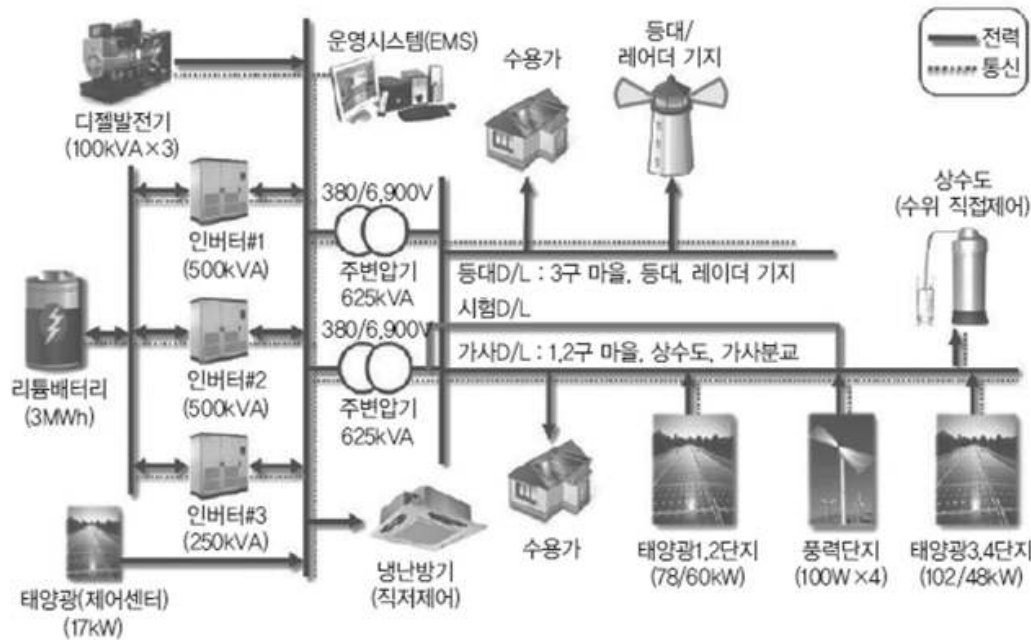 운영시스템(EMS)
수용가
등대/
레어더 기지
전력
통신
디젤발전기
(100kVA×3)
380/6,900V
상수도
(수위 직접제어)
인버터#1
(500kVA)
주변압기
625kVA
등대D/L : 3구 마을, 등대, 레이더 기지
시험D/L
380/6,900V
가사D/L : 1,2구 마을, 상수도, 가사분교
리튬배터리
(3MWh)
인버터#2
(500kVA)
주변압기
625kVA
인버터#3
(250kVA)
태양광(제어센터)
(17kW)
냉난방기
(직저제어)
수용가
태양광1,2단지
(78/60kW)
풍력단지
(100W×4)
태양광3,4단지
(102/48kW)